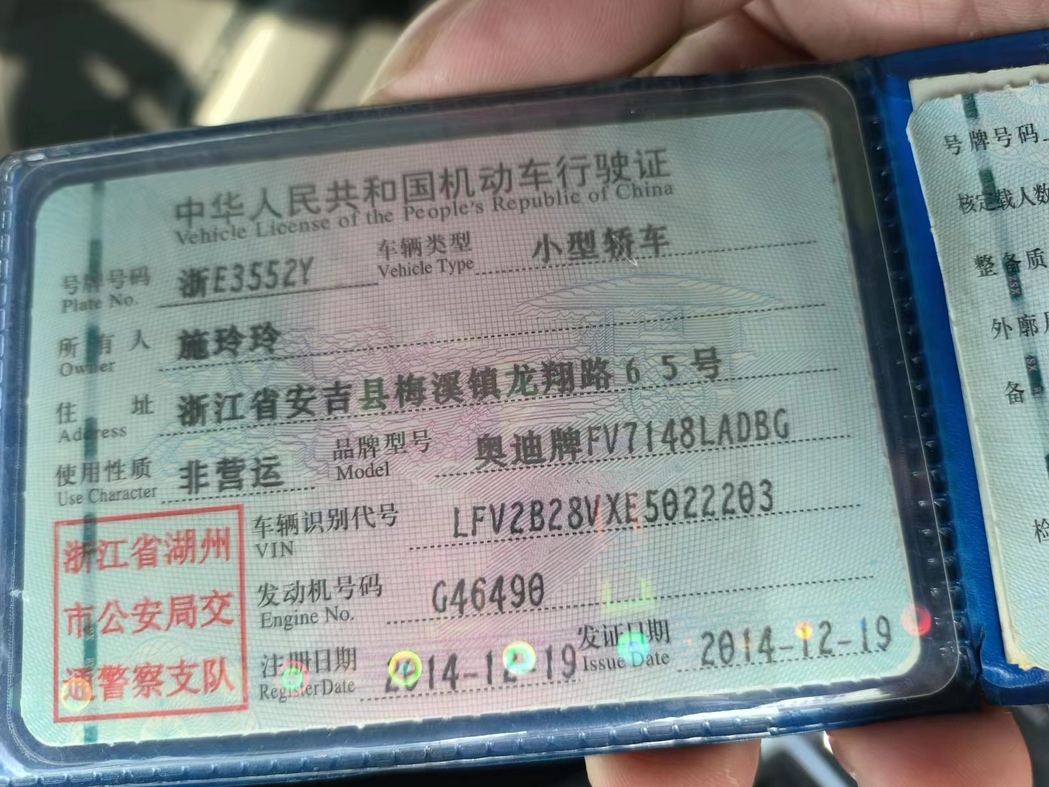 中华人民共和国机动车行驶证
Vehicle License of the People's Republic of China
号牌号码 浙E3552Y 车辆类型 小型轿车
Plate No. Vehicle Type
所有人 施玲玲
Owner
住址 浙江省安吉县梅溪镇龙翔路65号
Address
使用性质 非营运 品牌型号 奥迪牌FV7148LADBG
Use Character Model
浙江省湖州
市公安局交
通警察支队
车辆识别代号 LFV2B28VXE5022203
VIN
发动机号码 G46490
Engine No.
注册日期 2014-12-19 发证日期 2014-12-19
Register Date Issue Date
号牌号码
核定载人数
整备质
外廓
备
检